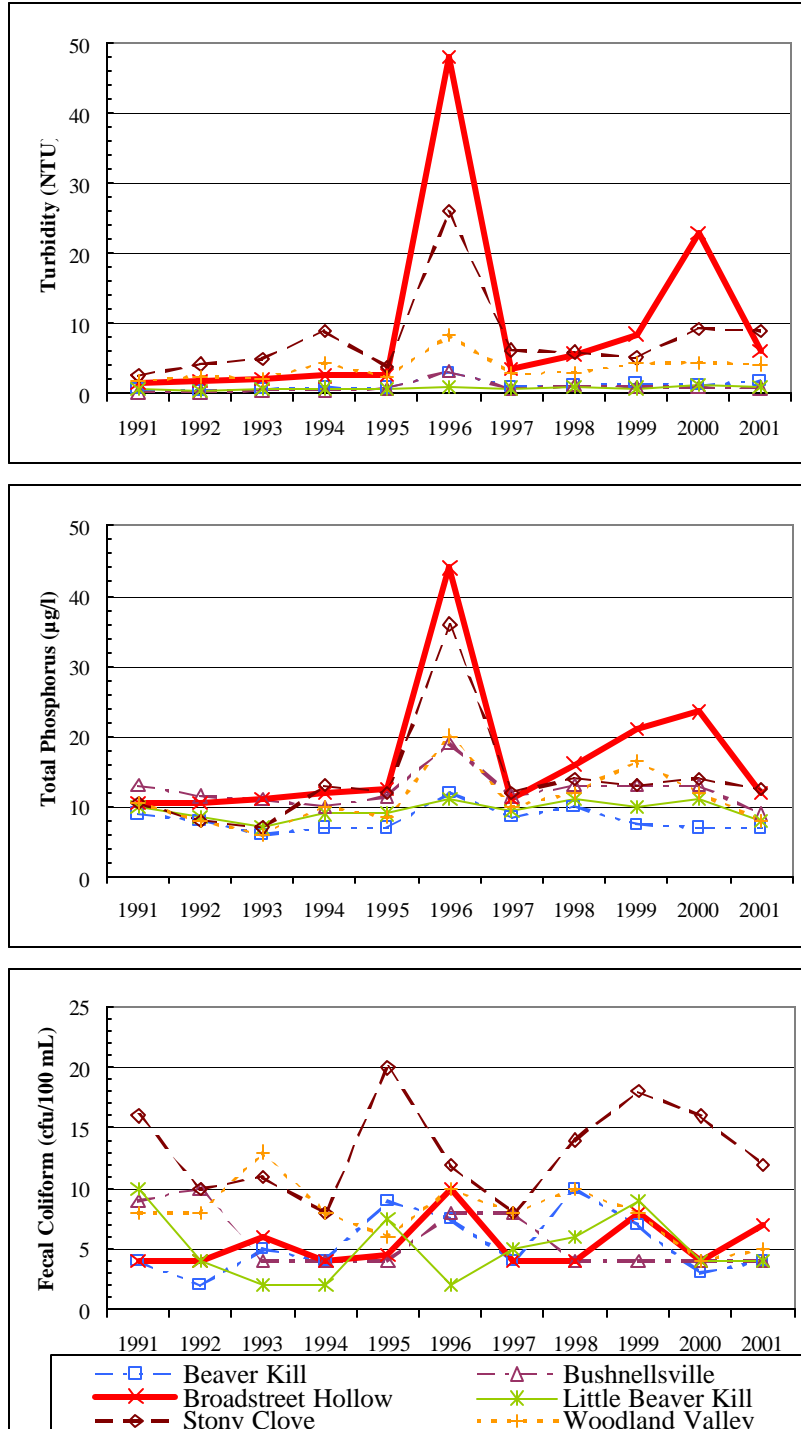 Turbidity (NTU)
50
40
30
20
10
0
1991 1992 1993 1994 1995 1996 1997 1998 1999 2000 2001
Total Phosphorus (µg/l)
50
40
30
20
10
0
1991 1992 1993 1994 1995 1996 1997 1998 1999 2000 2001
Fecal Coliform (cfu/100 mL)
25
20
15
10
5
0
1991 1992 1993 1994 1995 1996 1997 1998 1999 2000 2001
Beaver Kill Bushnellsville
Broadstreet Hollow Little Beaver Kill
Stony Clove Woodland Valley